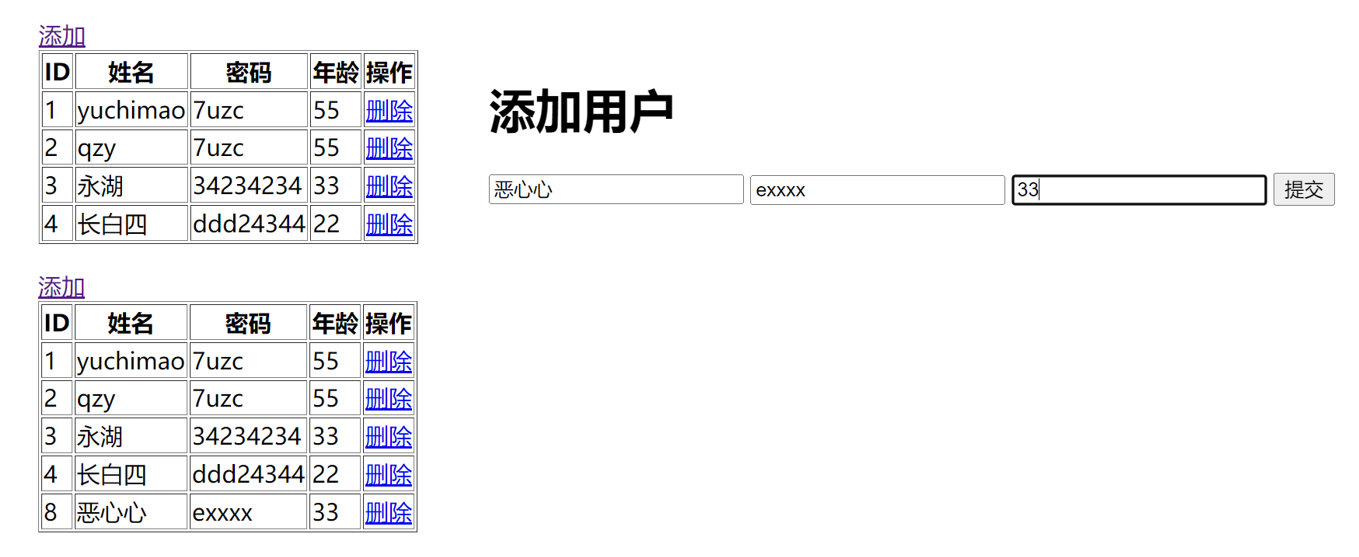 添加
ID 姓名 密码 年龄 操作
1 yuchimao 7uzc 55 删除
2 qzy 7uzc 55 删除
3 永湖 34234234 33 删除
4 长白四 ddd24344 22 删除
添加用户
恶心心 exxxx 33 提交
添加
ID 姓名 密码 年龄 操作
1 yuchimao 7uzc 55 删除
2 qzy 7uzc 55 删除
3 永湖 34234234 33 删除
4 长白四 ddd24344 22 删除
8 恶心心 exxxx 33 删除